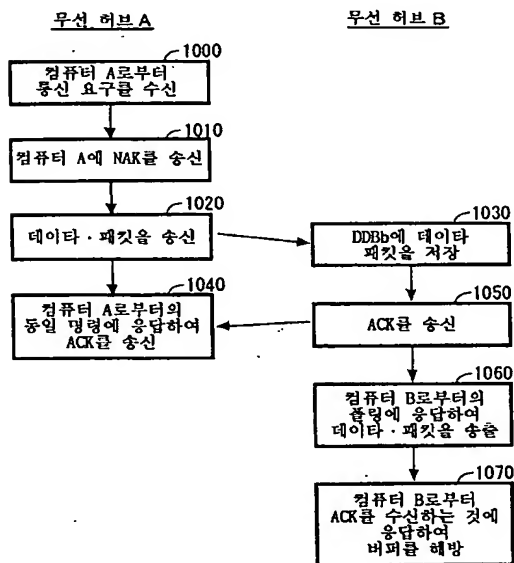 무선 허브 A
무선 허브 B
1000
컴퓨터 A로부터
통신 요구를 수신
1010
컴퓨터 A에 NAK를 송신
1020
데이타·패킷을 송신
1030
DDBb에 데이타
패킷을 저장
1040
컴퓨터 A로부터의
동일 명령에 응답하여
ACK를 송신
1050
ACK를 송신
1060
컴퓨터 B로부터의
폴링에 응답하여
데이타·패킷을 송출
1070
컴퓨터 B로부터
ACK를 수신하는 것에
응답하여
버퍼를 해방